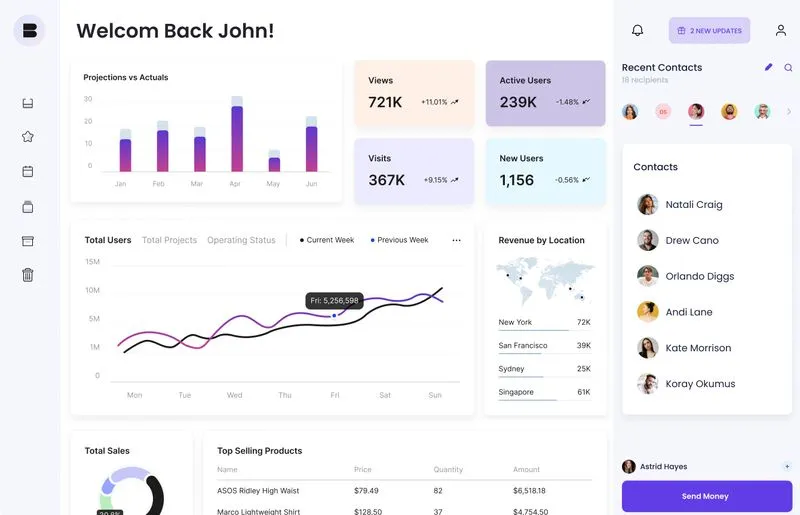 B
Welcom Back John!
2 NEW UPDATES
Projections vs Actuals
30
20
10
0
Jan Feb Mar Apr May Jun
Views
721K +11.01%
Active Users
239K -1.48%
Visits
367K +9.15%
New Users
1,156 -0.56%
Total Users Total Projects Operating Status Current Week Previous Week
15M
10M
5M
1M
0
Fri: 5,256,598
Mon Tue Wed Thu Fri Sat Sun
Revenue by Location
New York 72K
San Francisco 39K
Sydney 25K
Singapore 61K
Total Sales
Top Selling Products
Name Price Quantity Amount
ASOS Ridley High Waist $79.49 82 $6,518.18
Marco Lightweight Shirt $128.50 37 $4,754.50
Recent Contacts
18 recipients
DS
Contacts
Natali Craig
Drew Cano
Orlando Diggs
Andi Lane
Kate Morrison
Koray Okumus
Astrid Hayes
+
Send Money